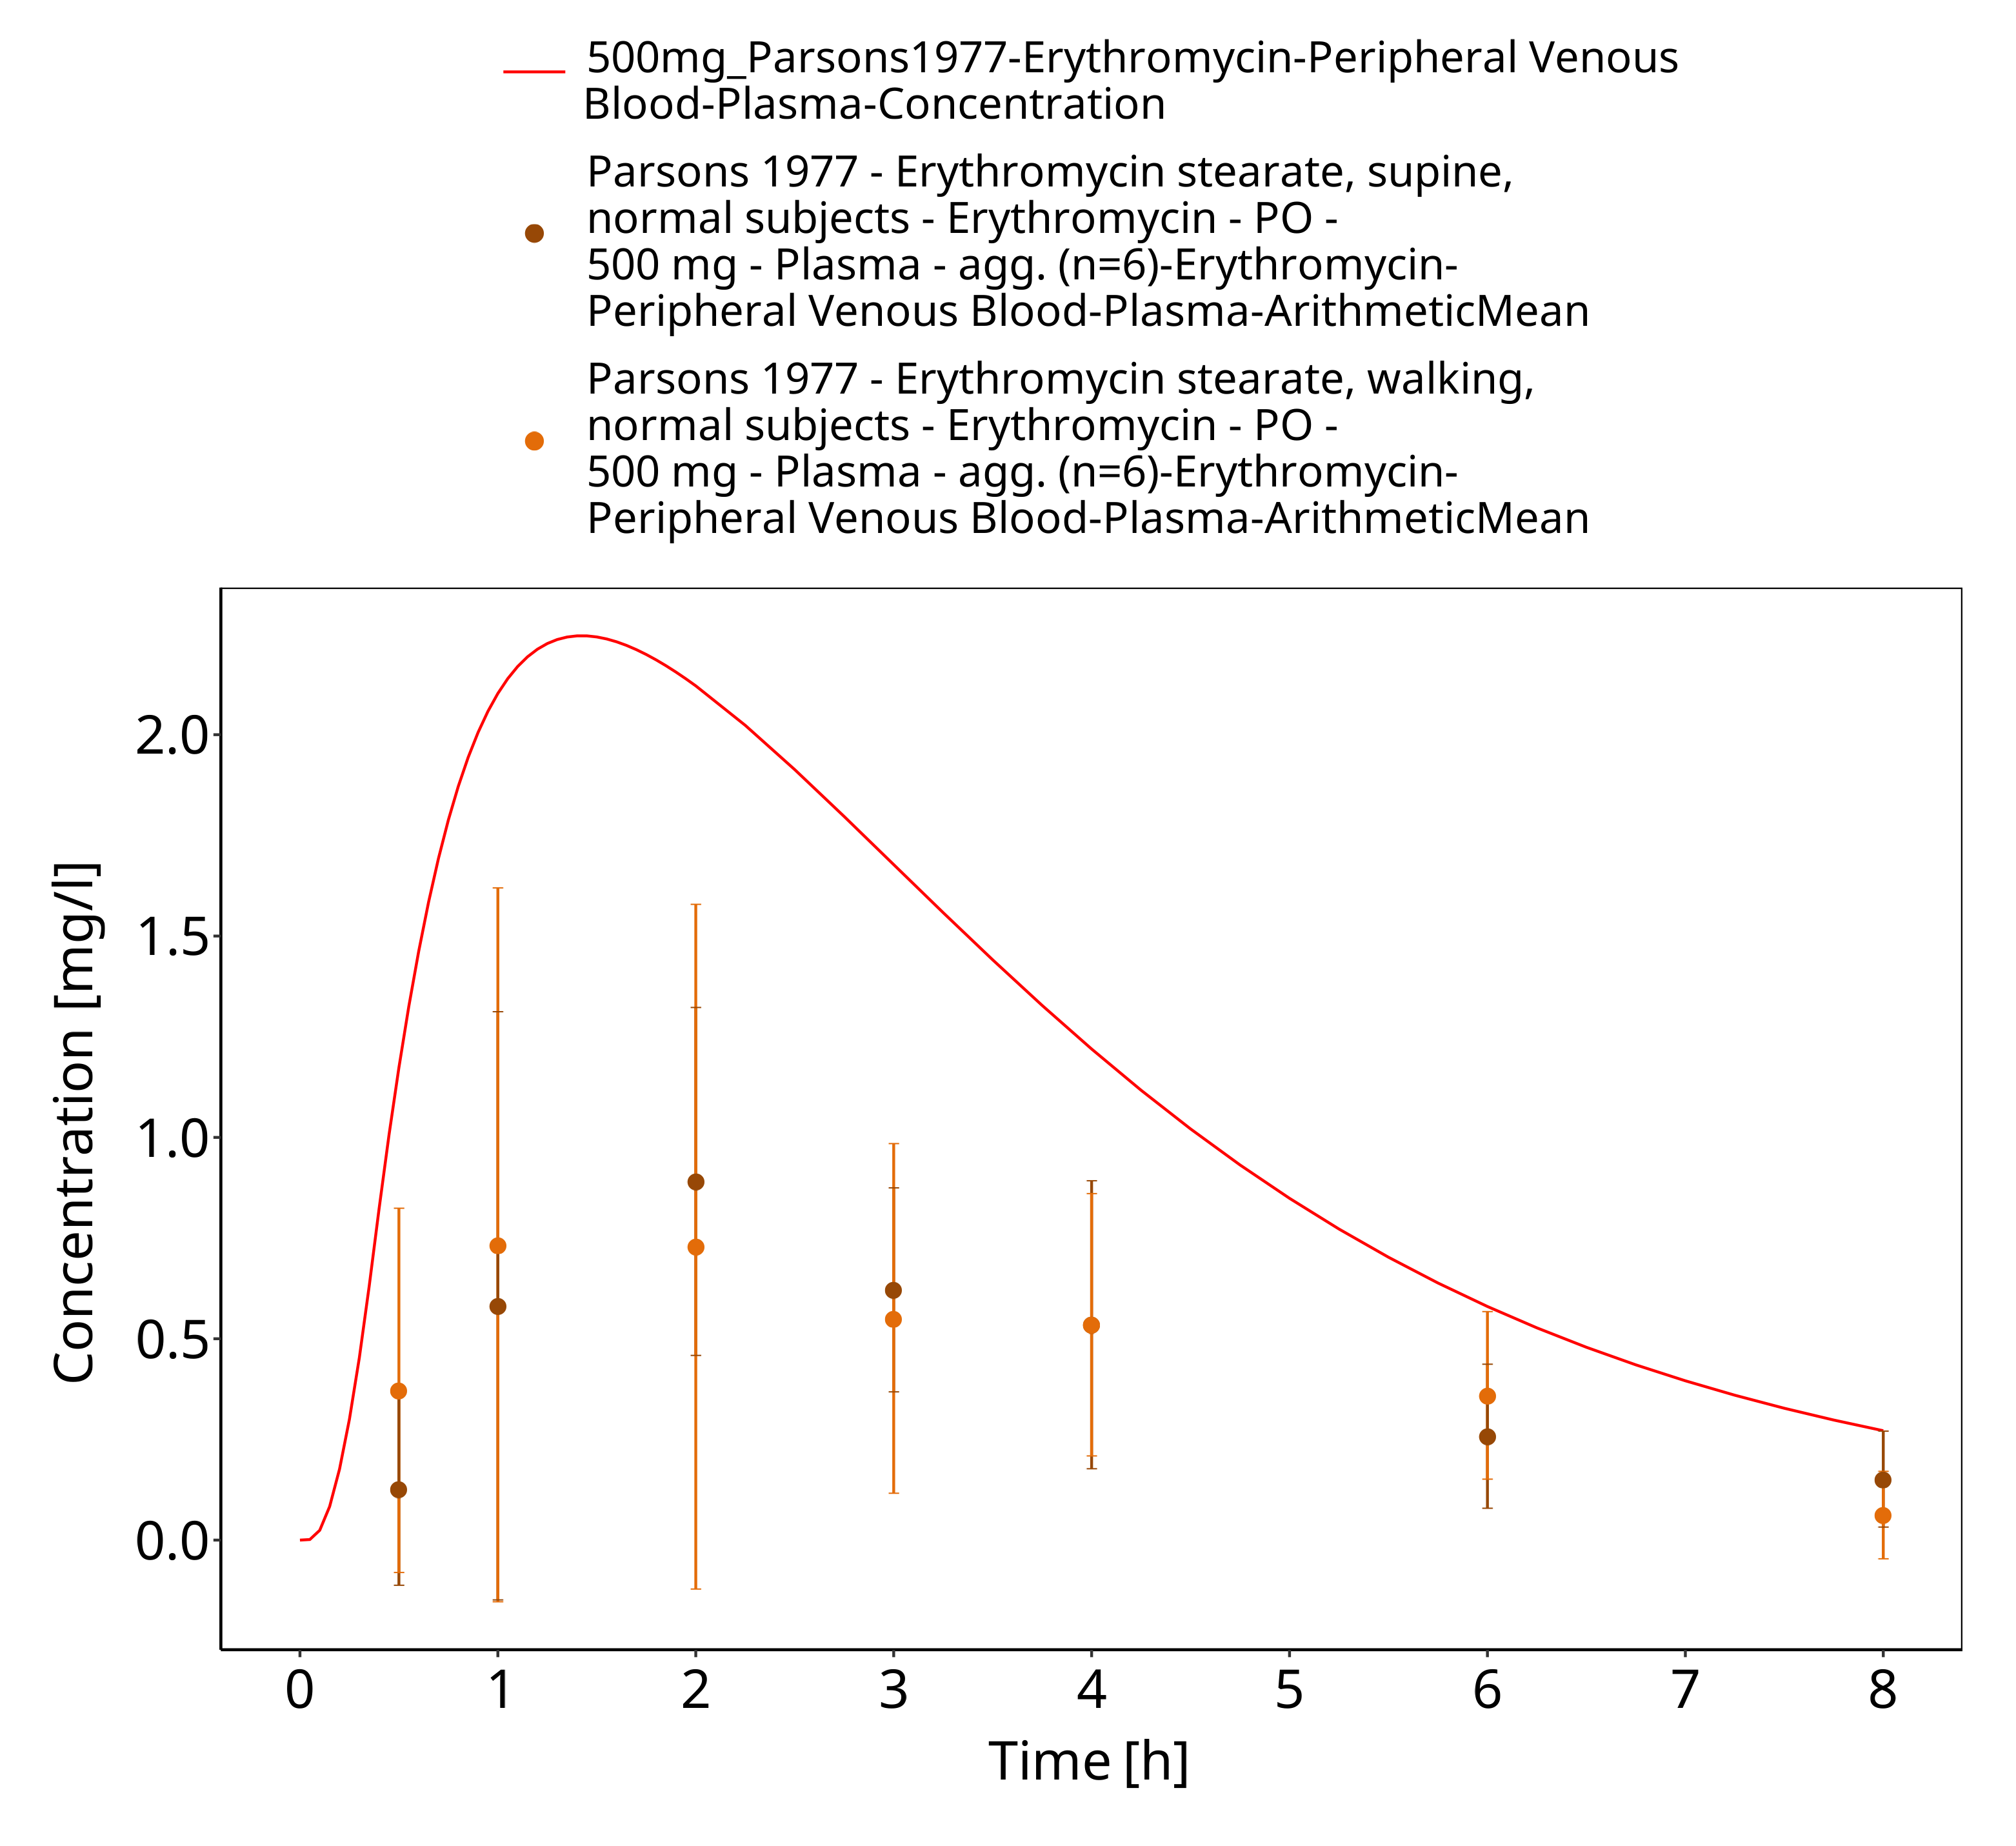 500mg_Parsons1977-Erythromycin-Peripheral Venous
Blood-Plasma-Concentration
Parsons 1977 - Erythromycin stearate, supine,
normal subjects - Erythromycin - PO -
500 mg - Plasma - agg. (n=6)-Erythromycin-
Peripheral Venous Blood-Plasma-ArithmeticMean
Parsons 1977 - Erythromycin stearate, walking,
normal subjects - Erythromycin - PO -
500 mg - Plasma - agg. (n=6)-Erythromycin-
Peripheral Venous Blood-Plasma-ArithmeticMean
Concentration [mg/l]
2.0
1.5
1.0
0.5
0.0
0 1 2 3 4 5 6 7 8
Time [h]